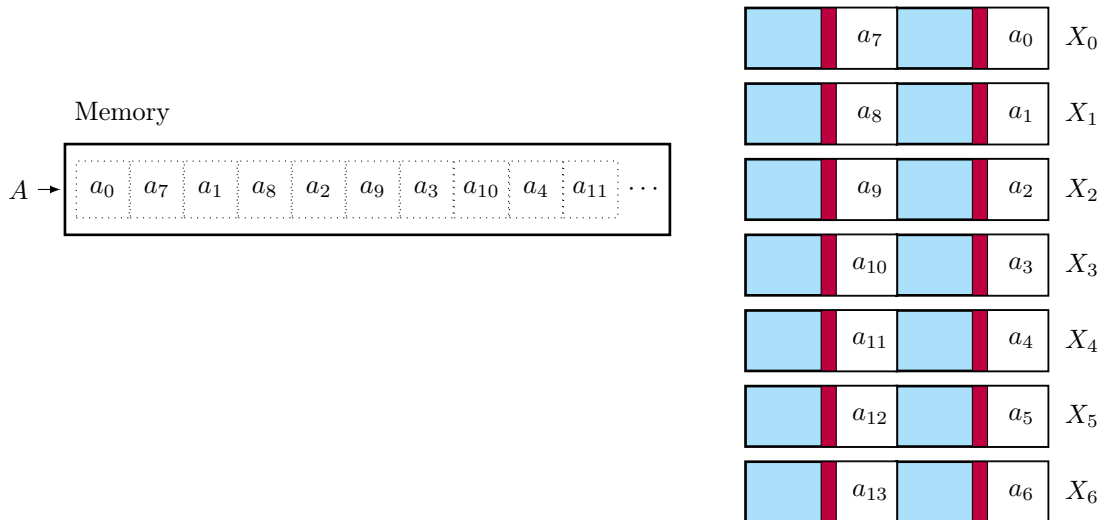 Memory
A a₀ a₇ a₁ a₈ a₂ a₉ a₃ a₁₀ a₄ a₁₁ ⋯
a₇ a₀ X₀
a₈ a₁ X₁
a₉ a₂ X₂
a₁₀ a₃ X₃
a₁₁ a₄ X₄
a₁₂ a₅ X₅
a₁₃ a₆ X₆